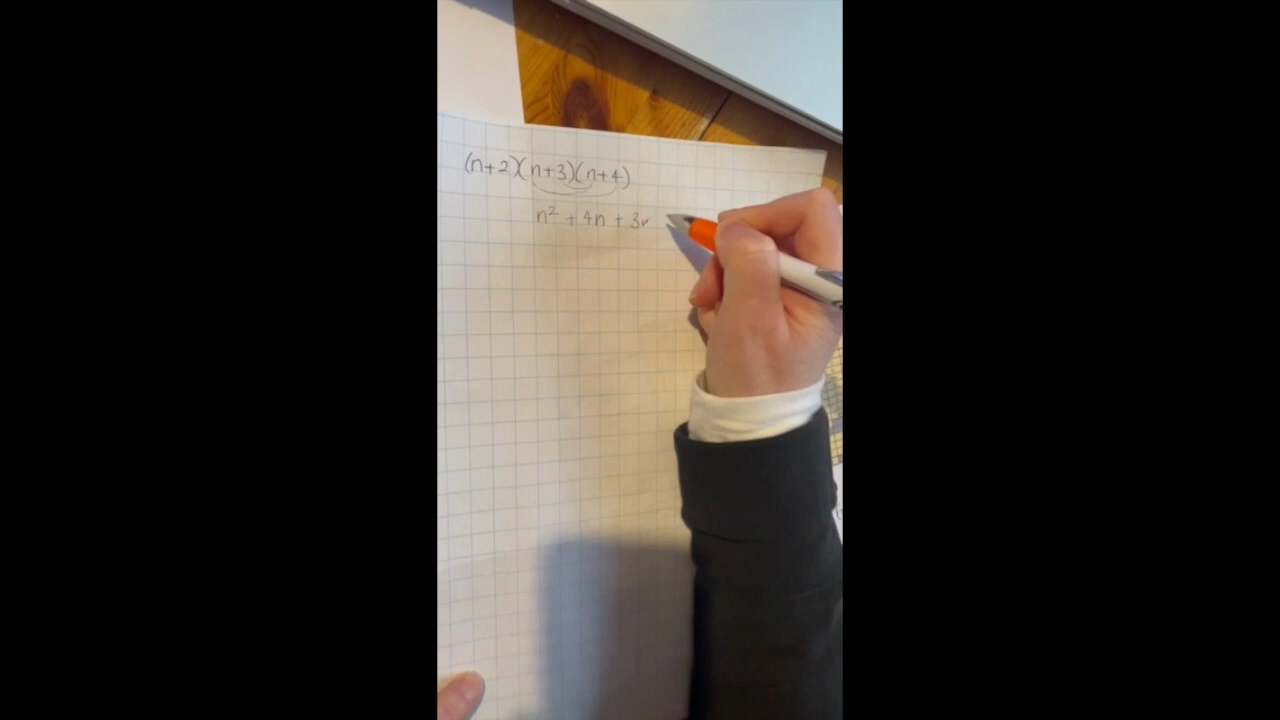 (n+2)(n+3)(n+4)
n² + 4n + 3